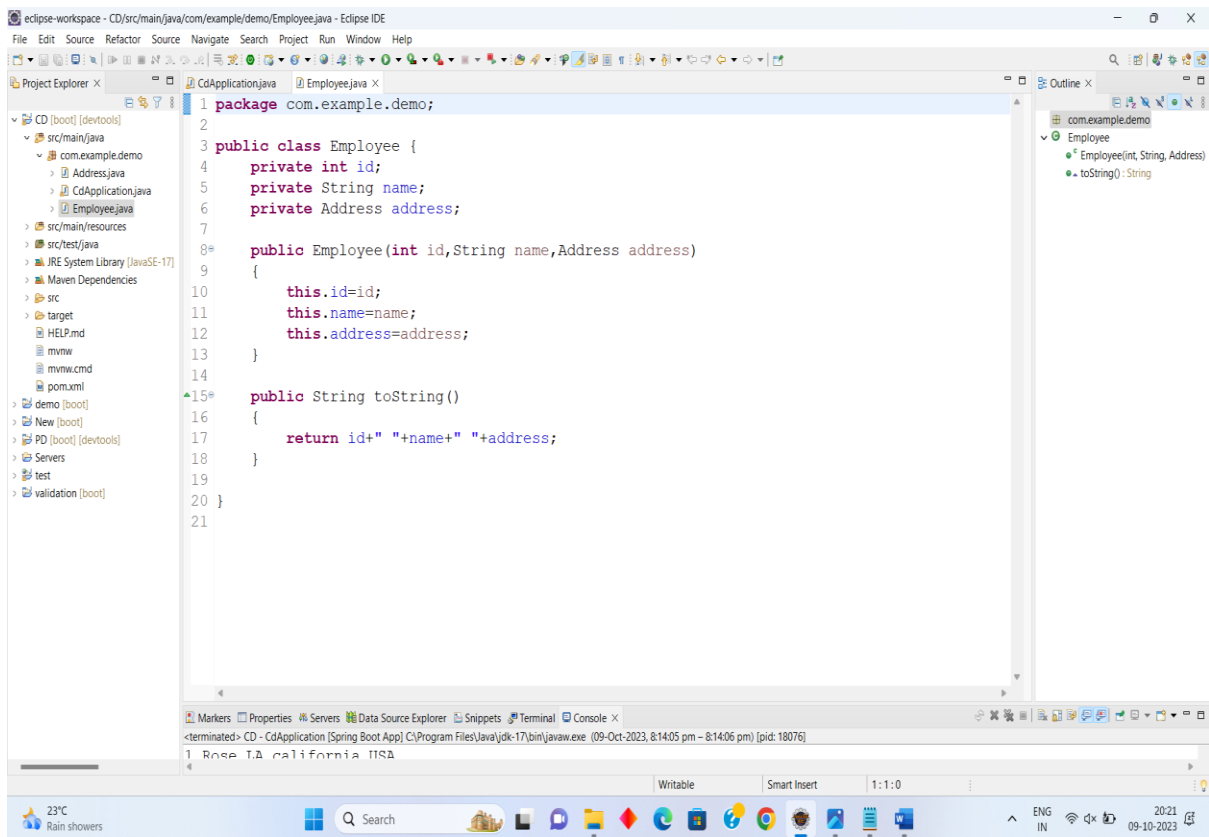 eclipse-workspace - CD/src/main/java/com/example/demo/Employee.java - Eclipse IDE
File Edit Source Refactor Source Navigate Search Project Run Window Help
Project Explorer
CD [boot] [devtools]
src/main/java
com.example.demo
Address.java
CdApplication.java
Employee.java
src/main/resources
src/test/java
JRE System Library [JavaSE-17]
Maven Dependencies
src
target
HELP.md
mvnw
mvnw.cmd
pom.xml
demo [boot]
New [boot]
PD [boot] [devtools]
Servers
test
validation [boot]
CdApplication.java Employee.java
1 package com.example.demo;
2
3 public class Employee {
4 private int id;
5 private String name;
6 private Address address;
7
8 public Employee(int id,String name,Address address)
9 {
10 this.id=id;
11 this.name=name;
12 this.address=address;
13 }
14
15 public String toString()
16 {
17 return id+" "+name+" "+address;
18 }
19
20 }
21
Outline
com.example.demo
Employee
Employee(int, String, Address)
toString() : String
Markers Properties Servers Data Source Explorer Snippets Terminal Console
<terminated> CD - CdApplication [Spring Boot App] C:\Program Files\Java\jdk-17\bin\javaw.exe (09-Oct-2023, 8:14:05 pm – 8:14:06 pm) [pid: 18076]
1 Rose LA california USA
Writable Smart Insert 1 : 1 : 0
23°C
Rain showers
Search
ENG
IN
20:21
09-10-2023